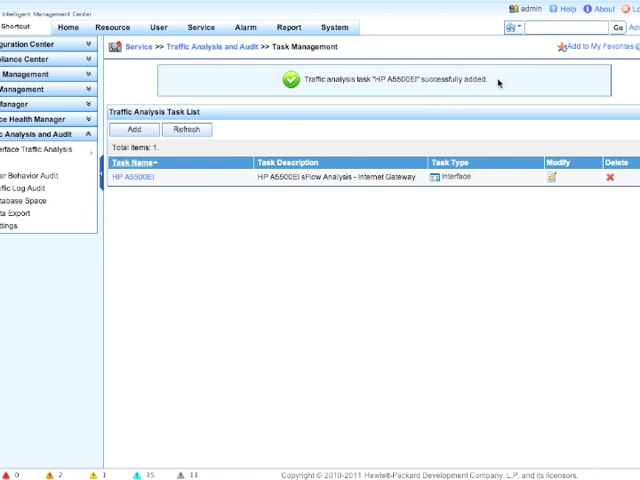 Intelligent Management Center
admin Help About Lo
Shortcut Home Resource User Service Alarm Report System Go Adv
guration Center
pliance Center
Management
Management
Manager
ce Health Manager
c Analysis and Audit
erface Traffic Analysis
er Behavior Audit
ffic Log Audit
tabase Space
ta Export
ttings
Service >> Traffic Analysis and Audit >> Task Management
Add to My Favorites
Traffic analysis task "HP A5500EI" successfully added.
Traffic Analysis Task List
Add Refresh
Total Items: 1.
Task Name Task Description Task Type Modify Delete
HP A5500EI HP A5500EI sFlow Analysis - Internet Gateway Interface
0 2 1 35 11 Copyright © 2010-2011 Hewlett-Packard Development Company, L.P. and its licensors.